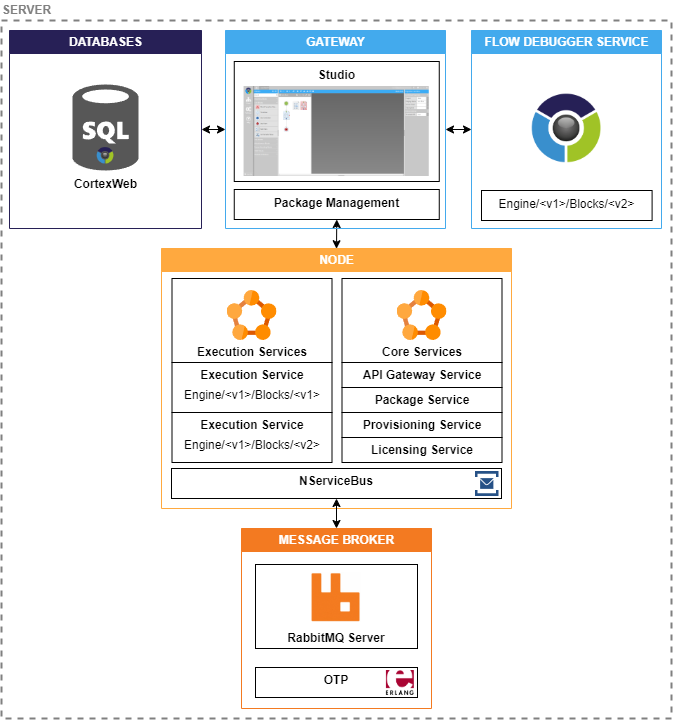 SERVER
DATABASES
SQL
CortexWeb
GATEWAY
Studio
Package Management
FLOW DEBUGGER SERVICE
Engine/<v1>/Blocks/<v2>
NODE
Execution Services
Execution Service
Engine/<v1>/Blocks/<v1>
Execution Service
Engine/<v1>/Blocks/<v2>
Core Services
API Gateway Service
Package Service
Provisioning Service
Licensing Service
NServiceBus
MESSAGE BROKER
RabbitMQ Server
OTP
ERLANG